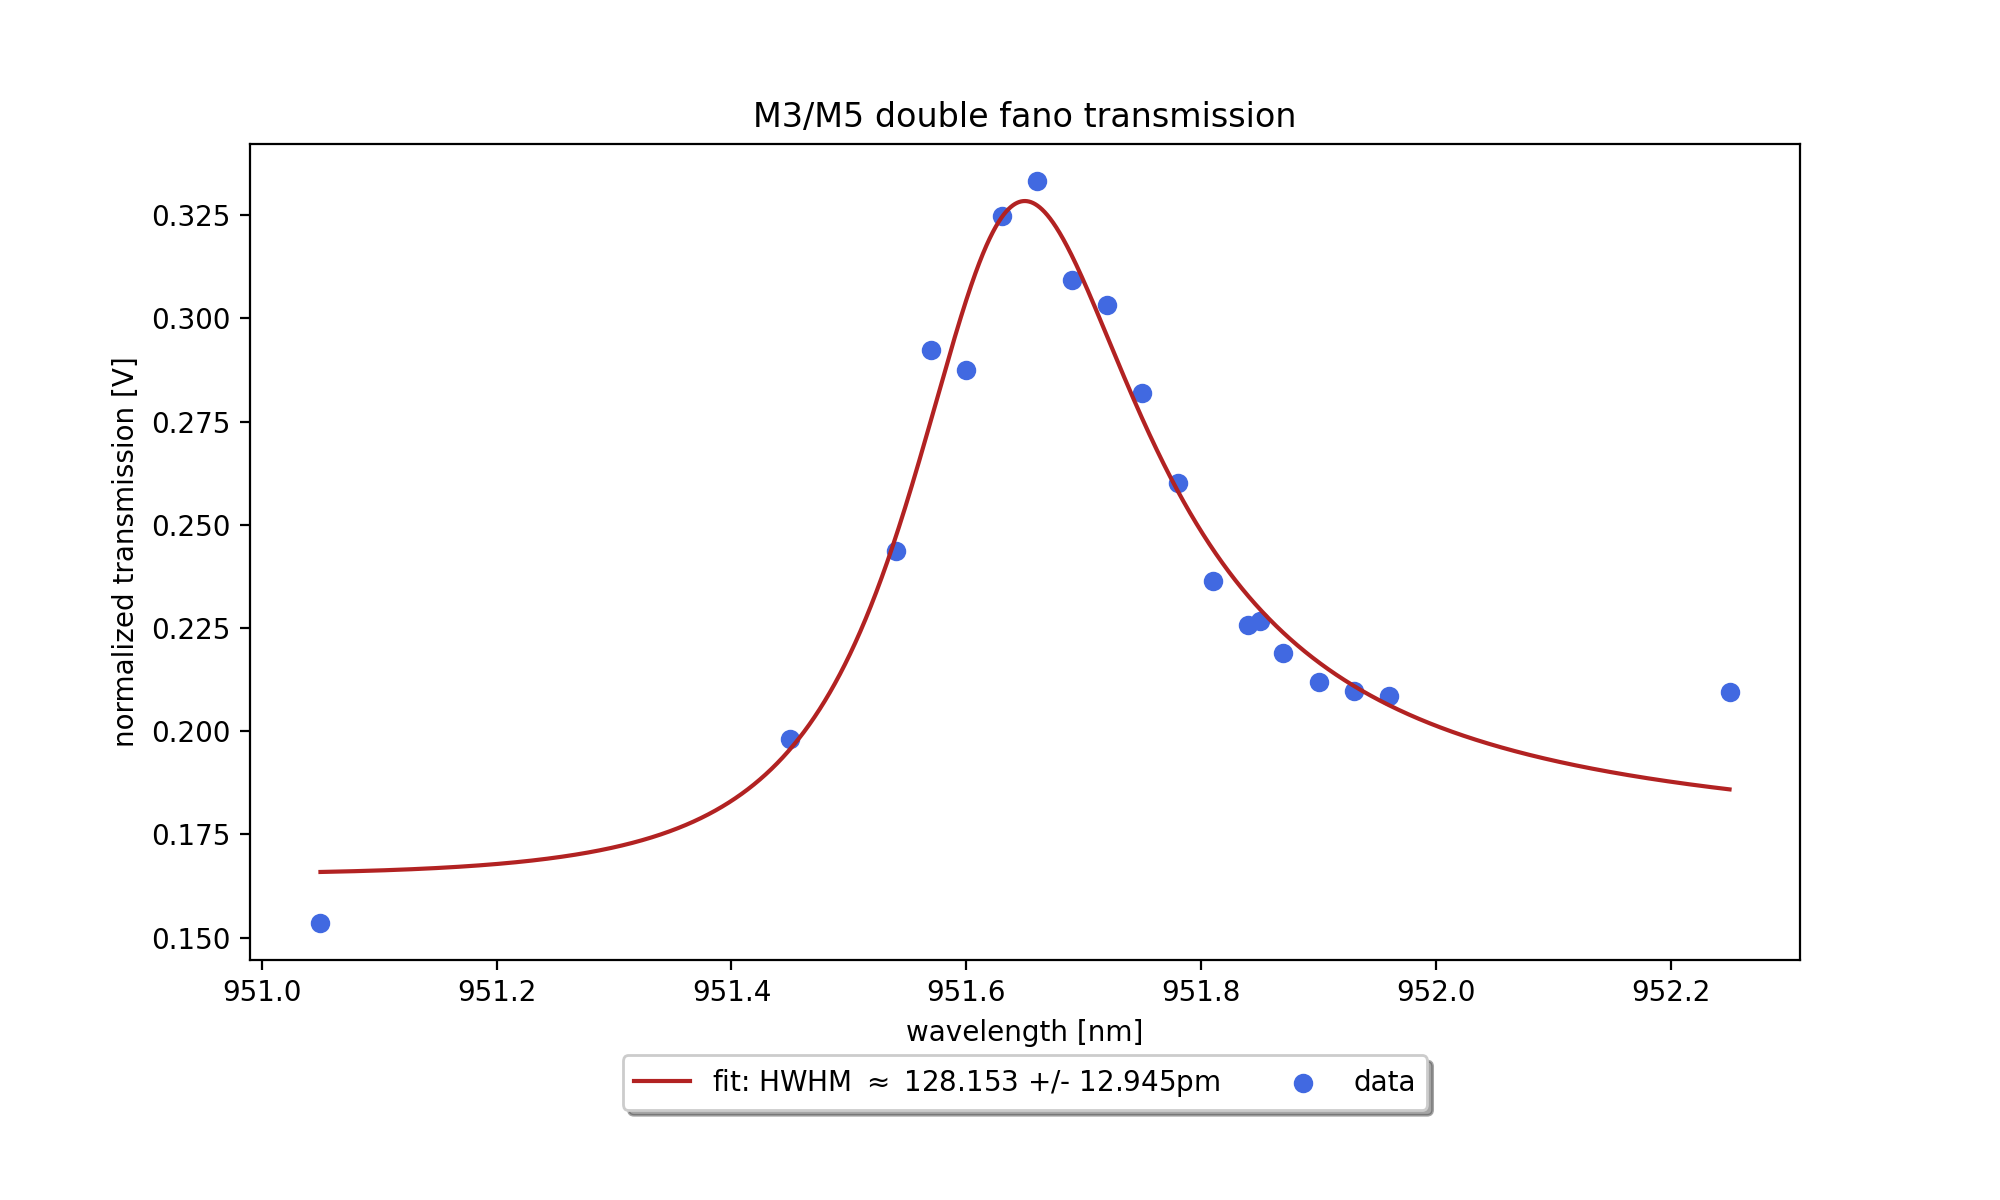 M3/M5 double fano transmission
normalized transmission [V]
0.325
0.300
0.275
0.250
0.225
0.200
0.175
0.150
951.0 951.2 951.4 951.6 951.8 952.0 952.2
wavelength [nm]
fit: HWHM ≈ 128.153 +/- 12.945pm data